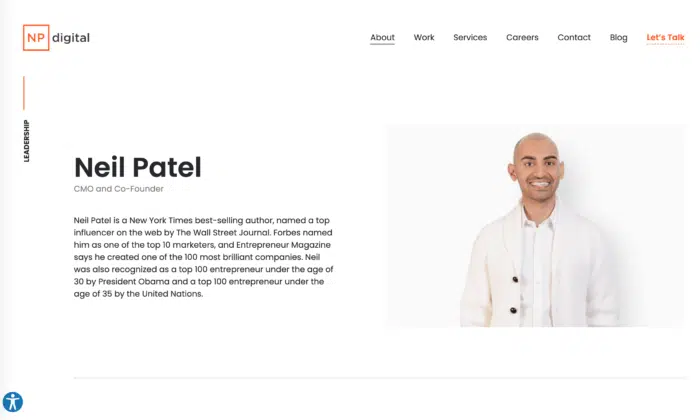 NP digital
About Work Services Careers Contact Blog Let's Talk
LEADERSHIP
Neil Patel
CMO and Co-Founder
Neil Patel is a New York Times best-selling author, named a top
influencer on the web by The Wall Street Journal. Forbes named
him as one of the top 10 marketers, and Entrepreneur Magazine
says he created one of the 100 most brilliant companies. Neil
was also recognized as a top 100 entrepreneur under the age of
30 by President Obama and a top 100 entrepreneur under the
age of 35 by the United Nations.